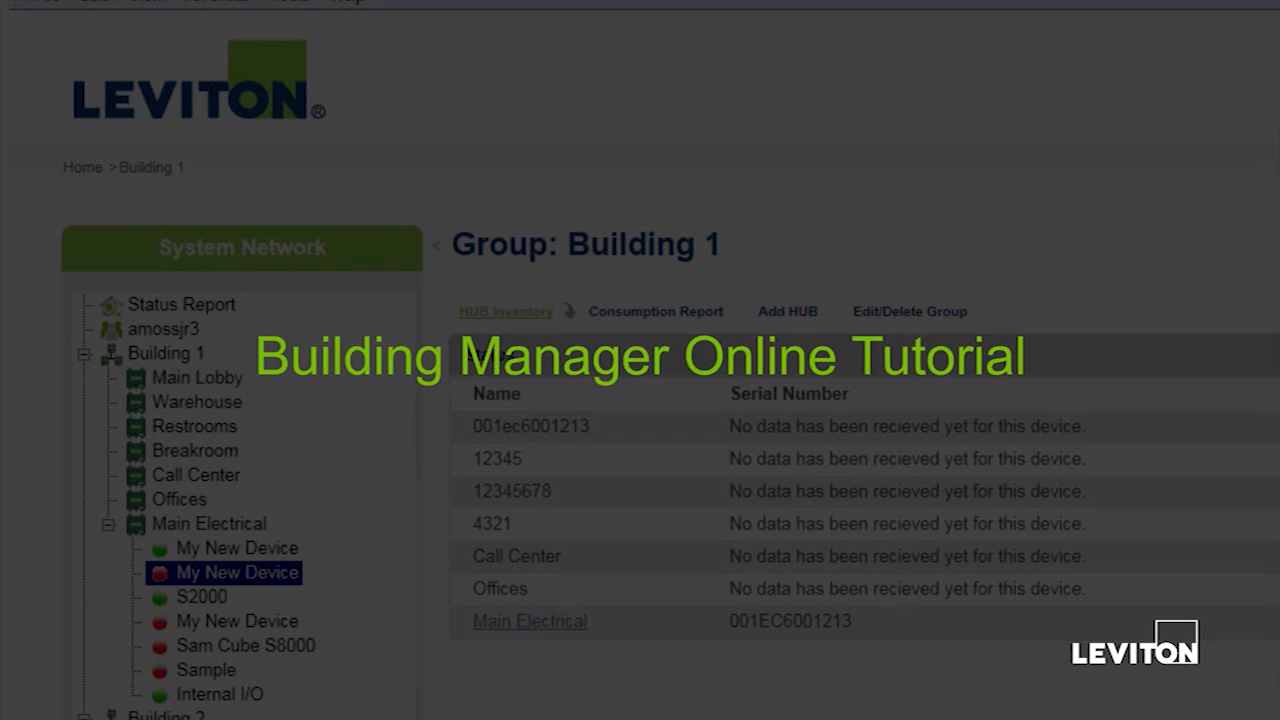 LEVITON®
Home > Building 1
System Network
< Group: Building 1
Status Report
amossjr3
Building 1
Main Lobby
Warehouse
Restrooms
Breakroom
Call Center
Offices
Main Electrical
My New Device
My New Device
S2000
My New Device
Sam Cube S8000
Sample
Internal I/O
Building 2
HUB Inventory Consumption Report Add HUB Edit/Delete Group
Building Manager Online Tutorial
Name Serial Number
001ec6001213 No data has been recieved yet for this device.
12345 No data has been recieved yet for this device.
12345678 No data has been recieved yet for this device.
4321 No data has been recieved yet for this device.
Call Center No data has been recieved yet for this device.
Offices No data has been recieved yet for this device.
Main Electrical 001EC6001213
LEVITON